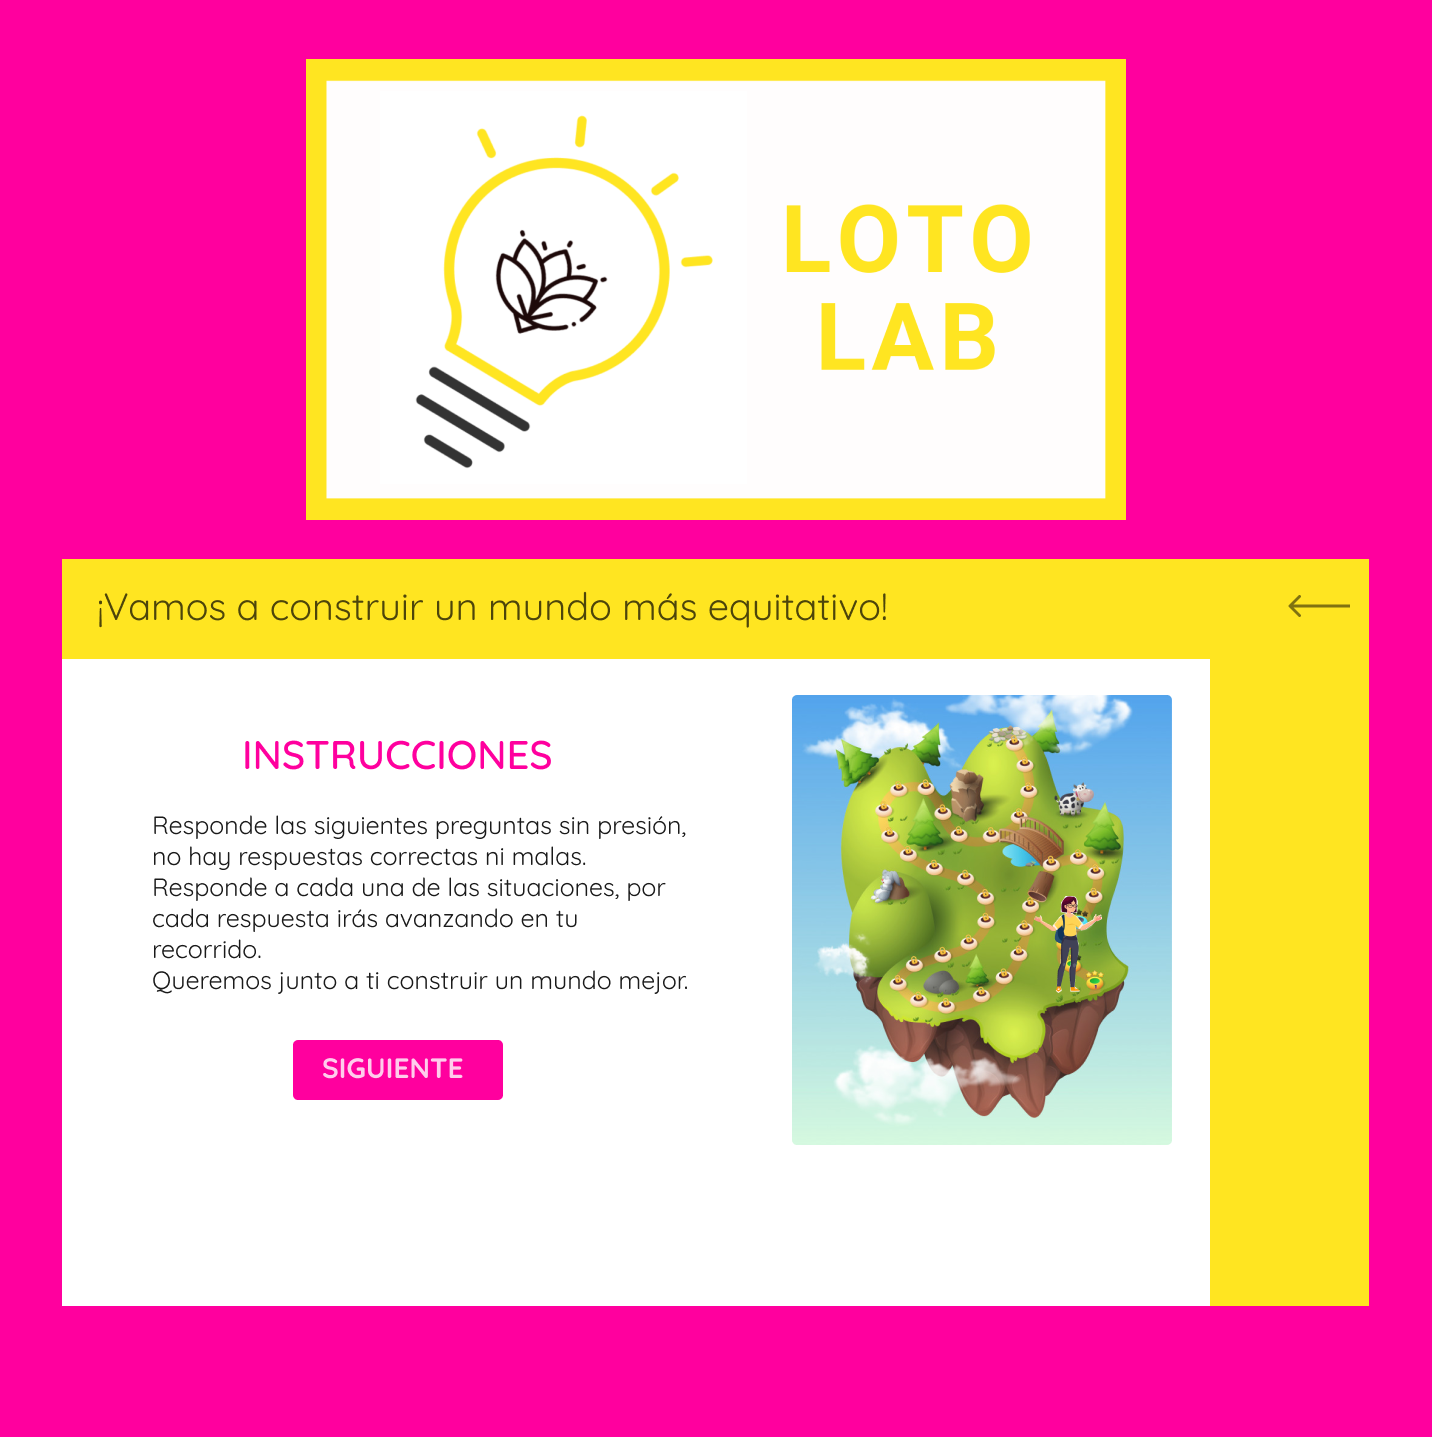 LOTO
LAB
¡Vamos a construir un mundo más equitativo!
INSTRUCCIONES
Responde las siguientes preguntas sin presión,
no hay respuestas correctas ni malas.
Responde a cada una de las situaciones, por
cada respuesta irás avanzando en tu
recorrido.
Queremos junto a ti construir un mundo mejor.
SIGUIENTE